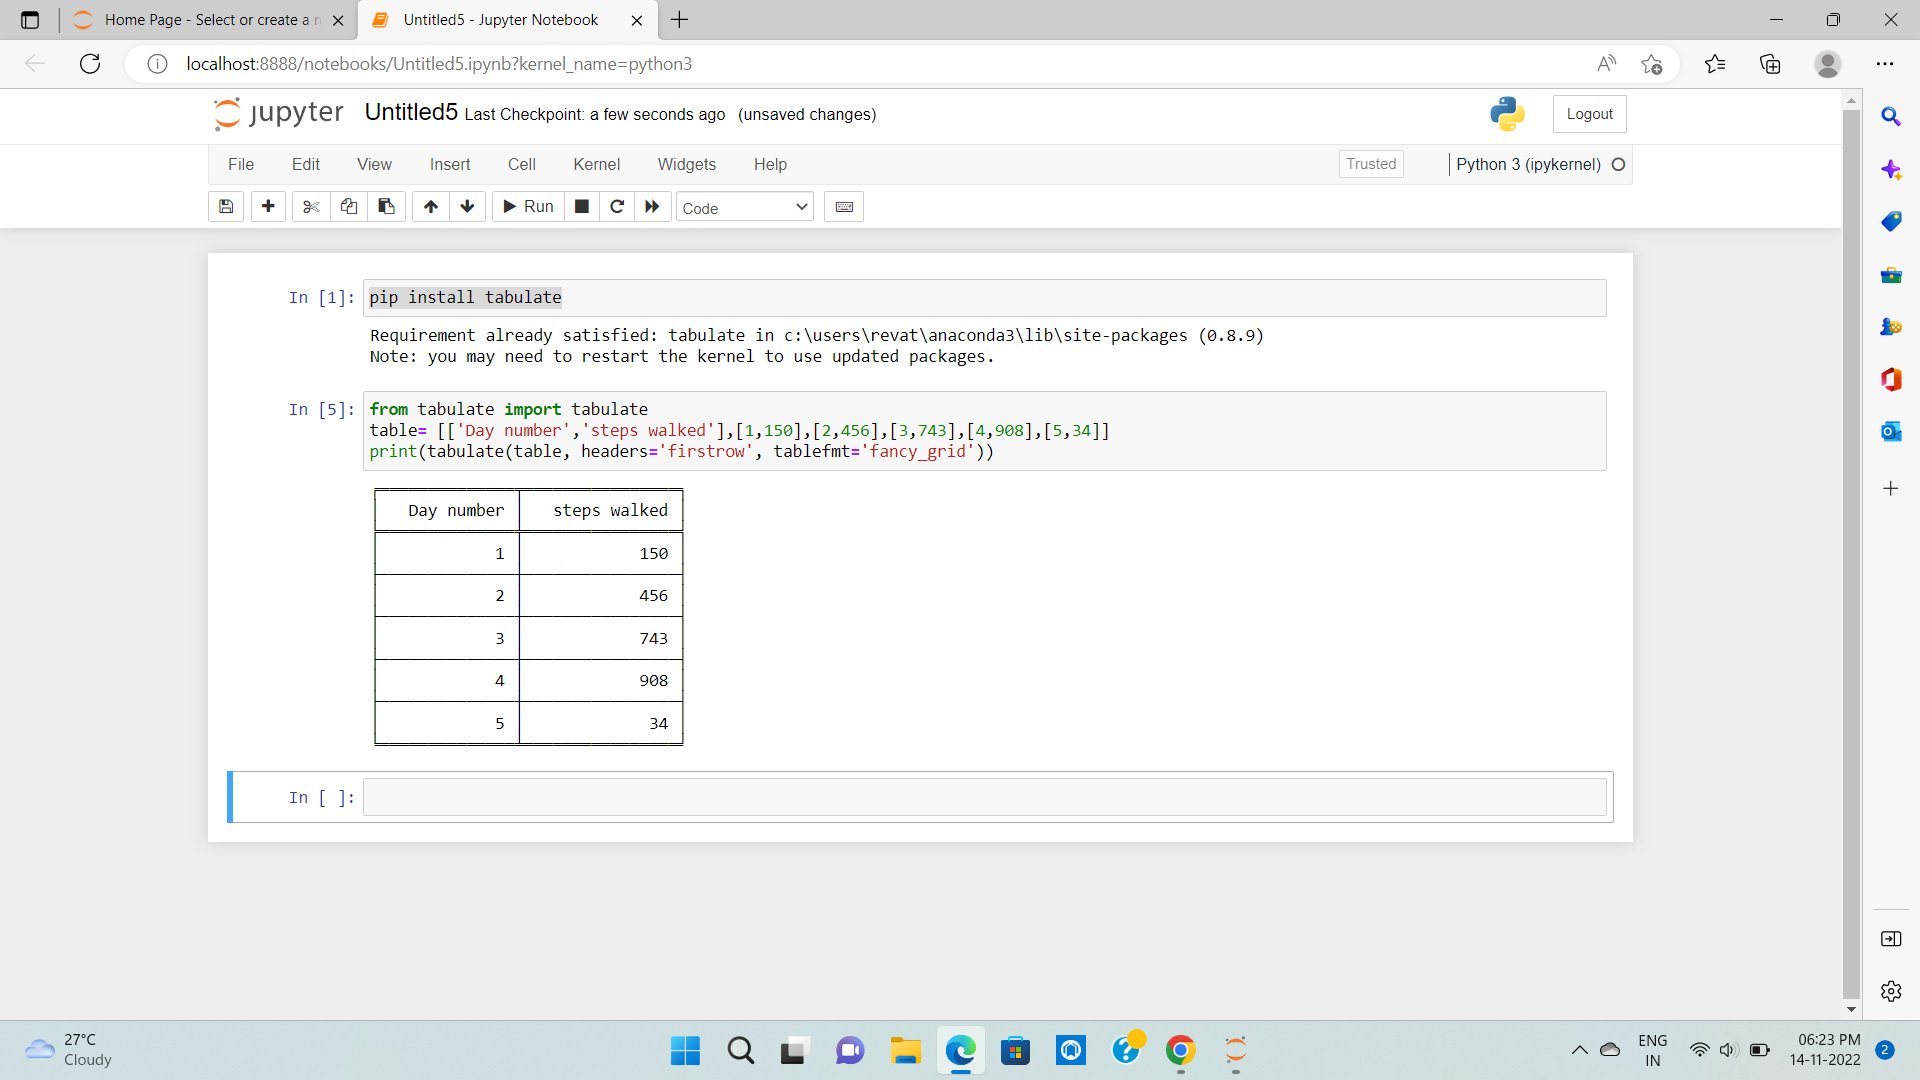 Home Page - Select or create a n
Untitled5 - Jupyter Notebook
localhost:8888/notebooks/Untitled5.ipynb?kernel_name=python3
jupyter Untitled5 Last Checkpoint: a few seconds ago (unsaved changes)
Logout
File Edit View Insert Cell Kernel Widgets Help
Trusted
Python 3 (ipykernel)
Run
Code
In [1]: pip install tabulate
Requirement already satisfied: tabulate in c:\users\revat\anaconda3\lib\site-packages (0.8.9)
Note: you may need to restart the kernel to use updated packages.
In [5]: from tabulate import tabulate
table= [['Day number','steps walked'],[1,150],[2,456],[3,743],[4,908],[5,34]]
print(tabulate(table, headers='firstrow', tablefmt='fancy_grid'))
Day number steps walked
1 150
2 456
3 743
4 908
5 34
In [ ]:
27°C
Cloudy
ENG
IN
06:23 PM
14-11-2022
2